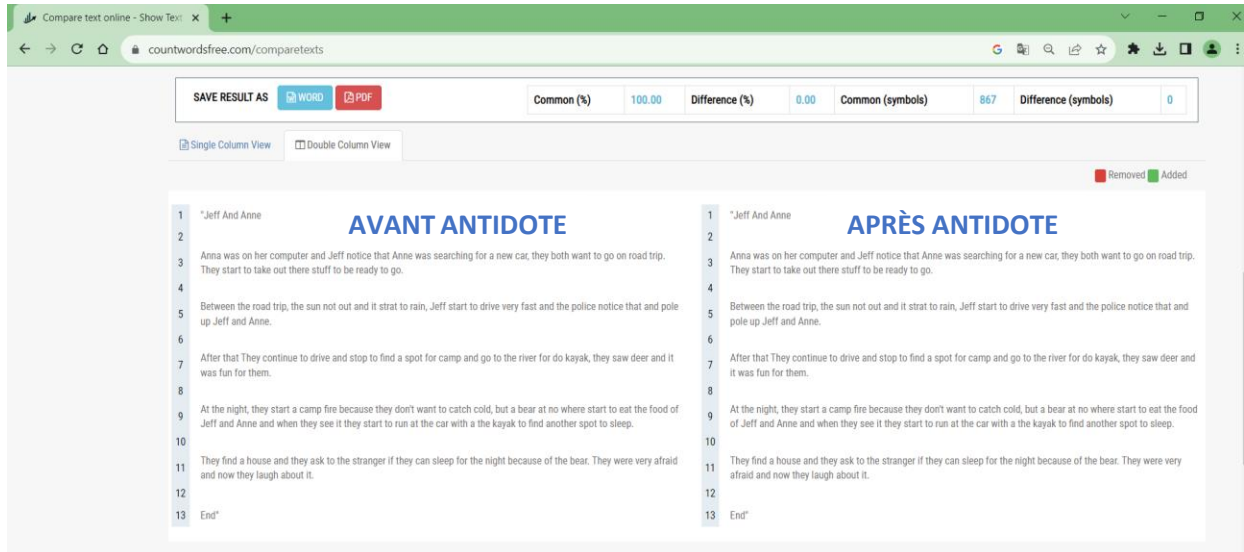 Compare text online - Show Text
countwordsfree.com/comparetexts
SAVE RESULT AS WORD PDF Common (%) 100.00 Difference (%) 0.00 Common (symbols) 867 Difference (symbols) 0
Single Column View Double Column View
Removed Added
AVANT ANTIDOTE
1 "Jeff And Anne
2
3 Anna was on her computer and Jeff notice that Anne was searching for a new car, they both want to go on road trip.
They start to take out there stuff to be ready to go.
4
5 Between the road trip, the sun not out and it strat to rain, Jeff start to drive very fast and the police notice that and pole
up Jeff and Anne.
6
7 After that They continue to drive and stop to find a spot for camp and go to the river for do kayak, they saw deer and it
was fun for them.
8
9 At the night, they start a camp fire because they don't want to catch cold, but a bear at no where start to eat the food of
Jeff and Anne and when they see it they start to run at the car with a the kayak to find another spot to sleep.
10
11 They find a house and they ask to the stranger if they can sleep for the night because of the bear. They were very afraid
and now they laugh about it.
12
13 End"
APRÈS ANTIDOTE
1 "Jeff And Anne
2
3 Anna was on her computer and Jeff notice that Anne was searching for a new car, they both want to go on road trip.
They start to take out there stuff to be ready to go.
4
5 Between the road trip, the sun not out and it strat to rain, Jeff start to drive very fast and the police notice that and
pole up Jeff and Anne.
6
7 After that They continue to drive and stop to find a spot for camp and go to the river for do kayak, they saw deer and
it was fun for them.
8
9 At the night, they start a camp fire because they don't want to catch cold, but a bear at no where start to eat the food
of Jeff and Anne and when they see it they start to run at the car with a the kayak to find another spot to sleep.
10
11 They find a house and they ask to the stranger if they can sleep for the night because of the bear. They were very
afraid and now they laugh about it.
12
13 End"